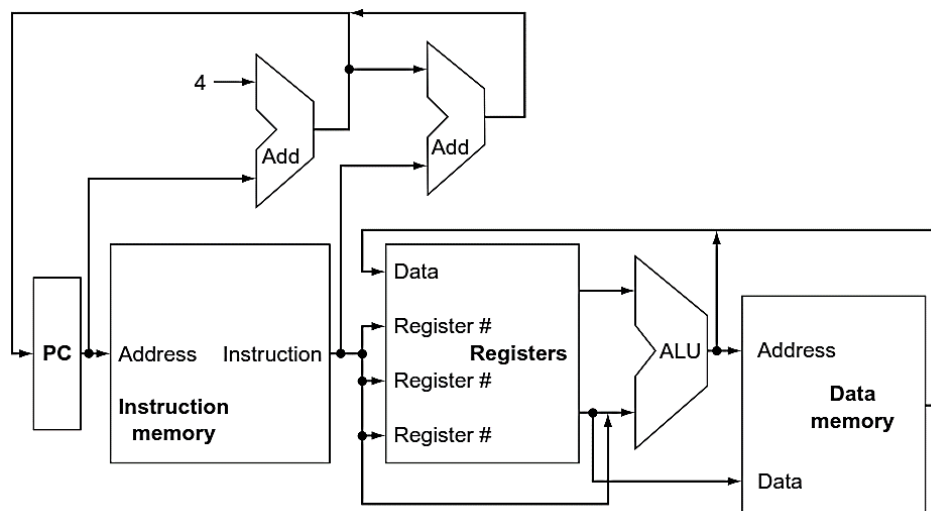 4
Add
Add
Data
Register #
Register #
Register #
Registers
PC
Address
Instruction
Instruction
memory
ALU
Address
Data
memory
Data